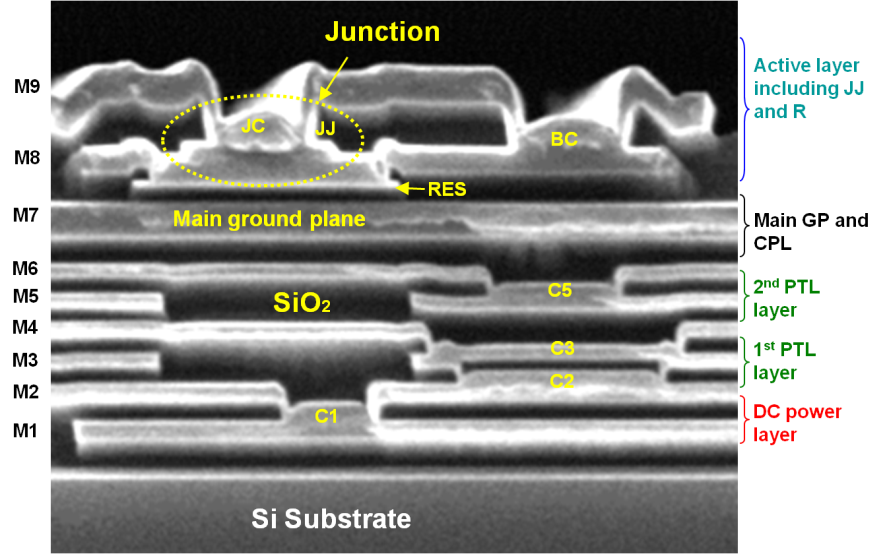 Junction
M9
JC
JJ
BC
Active layer
including JJ
and R
M8
RES
M7
Main ground plane
Main GP and
CPL
M6
C5
2nd PTL
layer
M5
SiO₂
M4
C3
1st PTL
layer
M3
C2
M2
C1
DC power
layer
M1
Si Substrate